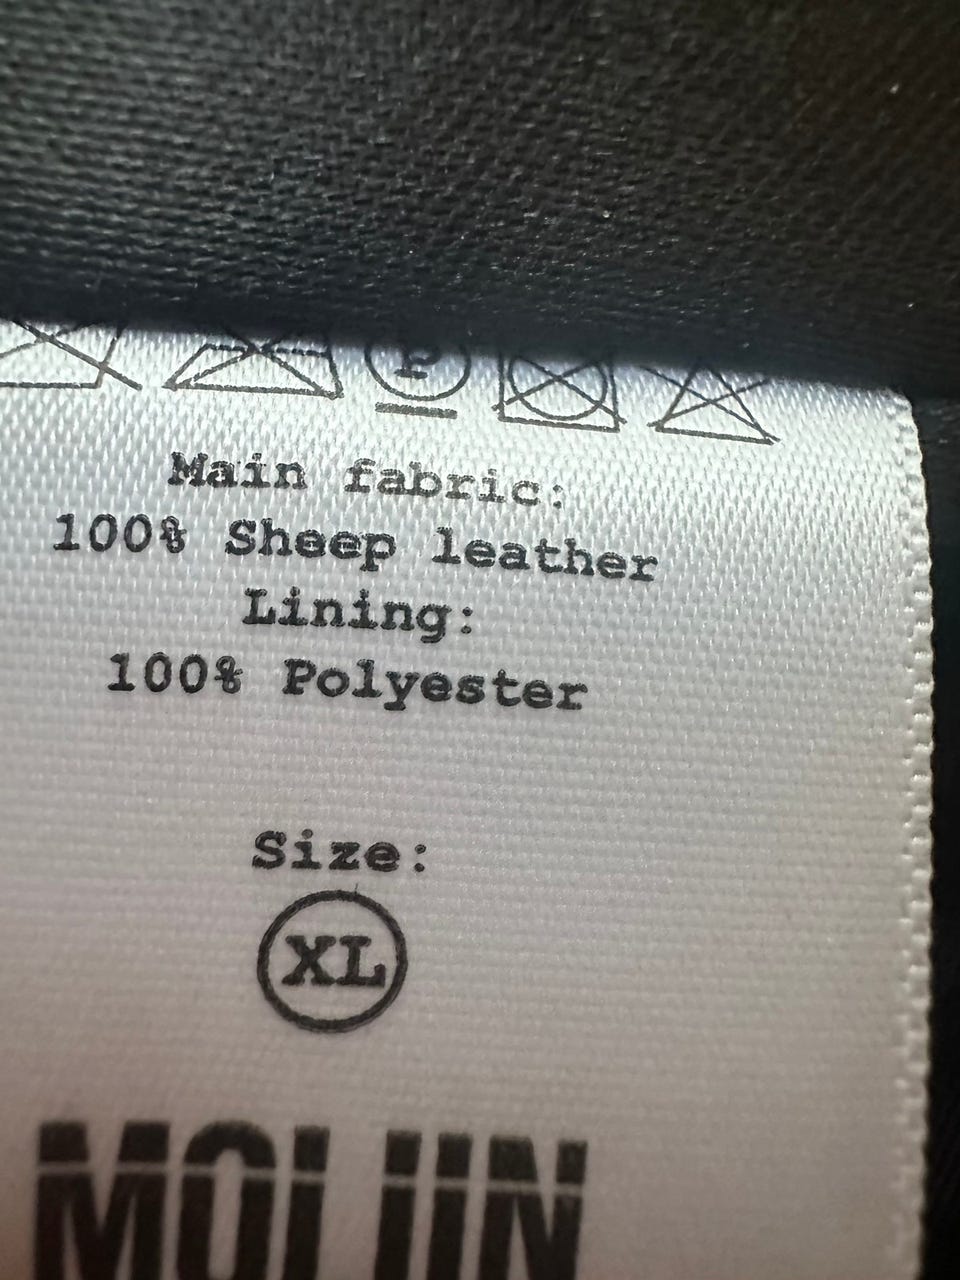 P
Main fabric:
100% Sheep leather
Lining:
100% Polyester
Size:
XL